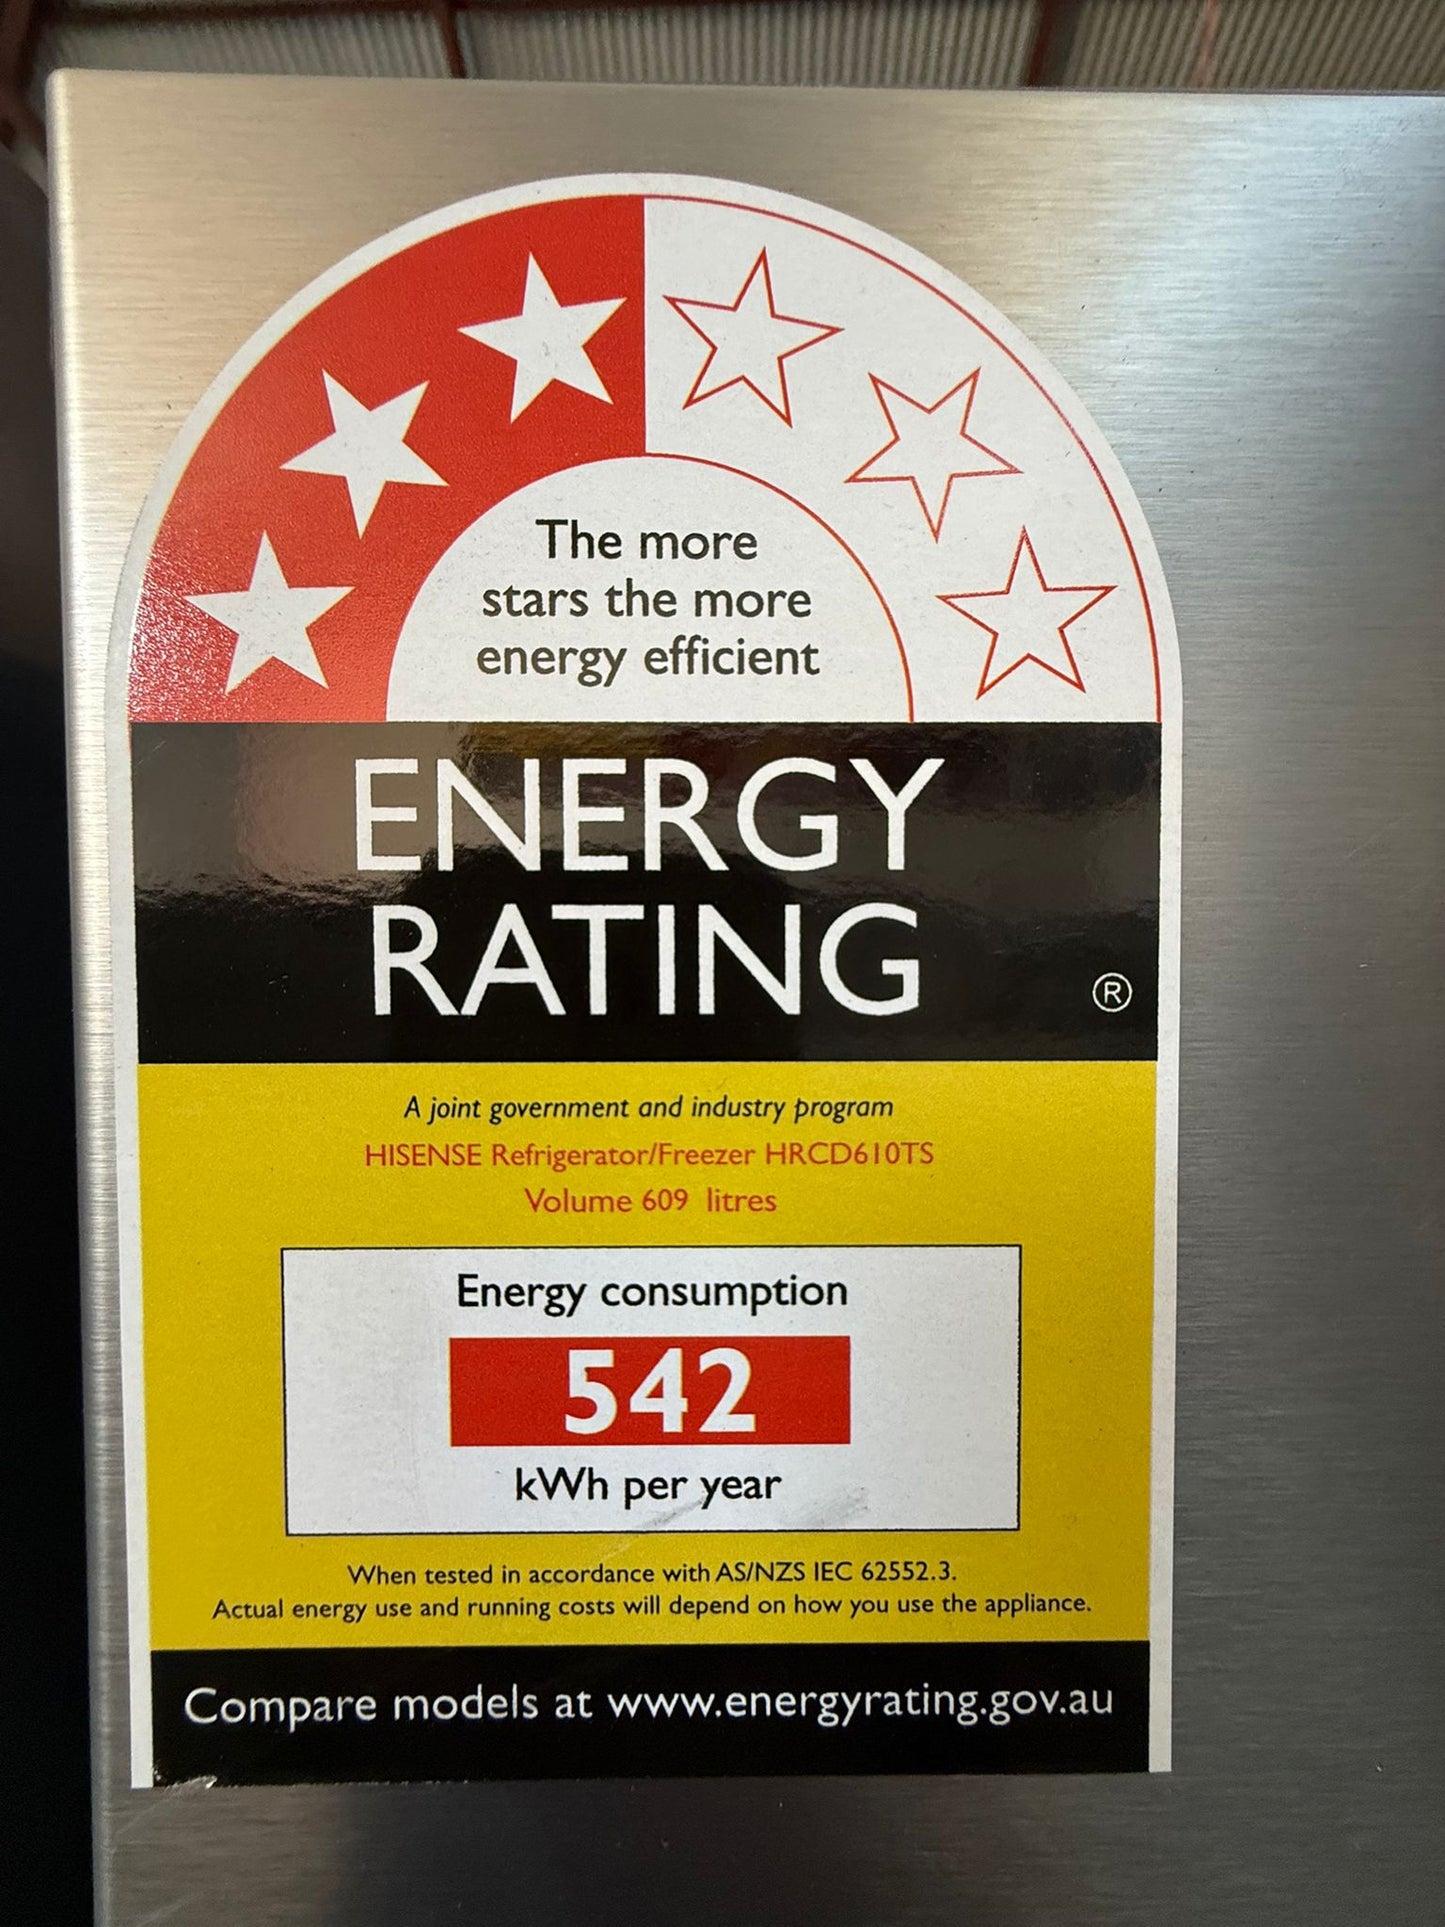 The more
stars the more
energy efficient
ENERGY
RATING
®
A joint government and industry program
HISENSE Refrigerator/Freezer HRCD610TS
Volume 609 litres
Energy consumption
542
kWh per year
When tested in accordance with AS/NZS IEC 62552.3.
Actual energy use and running costs will depend on how you use the appliance.
Compare models at www.energyrating.gov.au